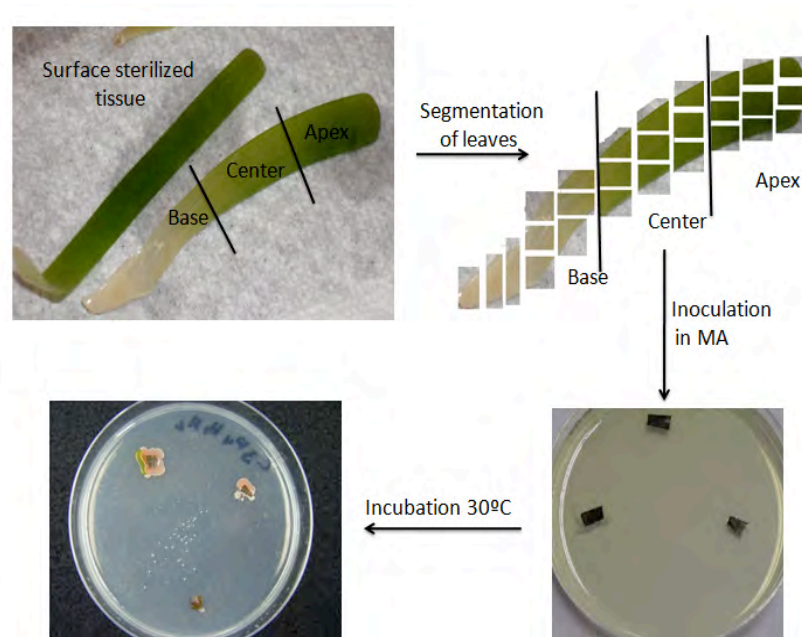 Surface sterilized
tissue
Apex
Center
Base
Segmentation
of leaves
Apex
Center
Base
Inoculation
in MA
Incubation 30ºC